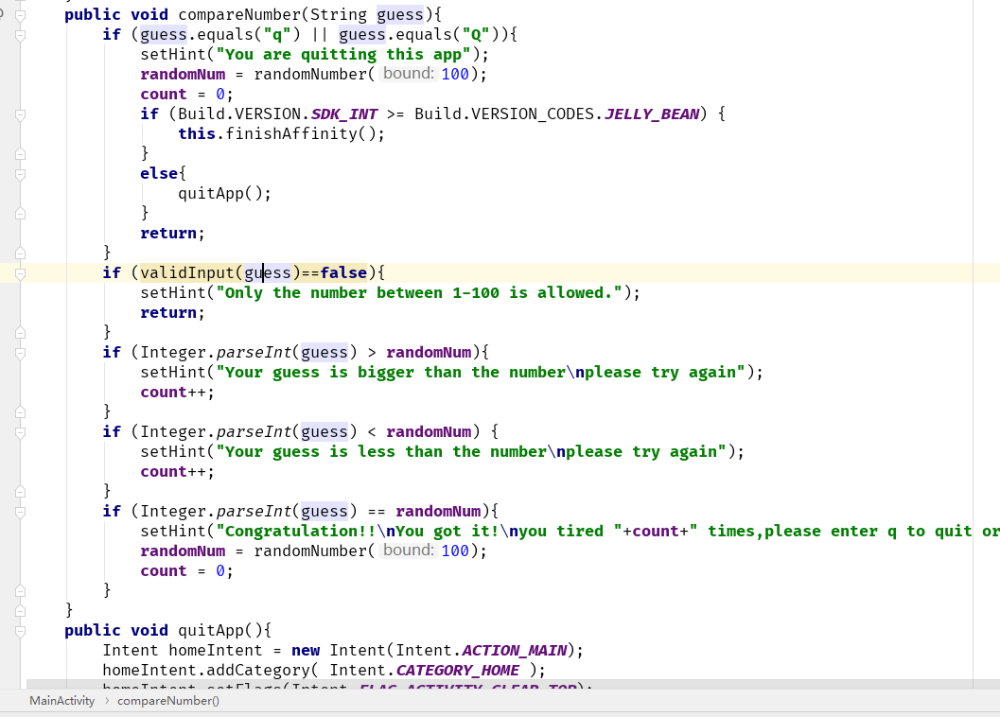 public void compareNumber(String guess){
if (guess.equals("q") || guess.equals("Q")){
setHint("You are quitting this app");
randomNum = randomNumber( bound: 100);
count = 0;
if (Build.VERSION.SDK_INT >= Build.VERSION_CODES.JELLY_BEAN) {
this.finishAffinity();
}
else{
quitApp();
}
return;
}
if (validInput(guess)==false){
setHint("Only the number between 1-100 is allowed.");
return;
}
if (Integer.parseInt(guess) > randomNum){
setHint("Your guess is bigger than the number\nplease try again");
count++;
}
if (Integer.parseInt(guess) < randomNum) {
setHint("Your guess is less than the number\nplease try again");
count++;
}
if (Integer.parseInt(guess) == randomNum){
setHint("Congratulation!!\nYou got it!\nyou tired "+count+" times,please enter q to quit or
randomNum = randomNumber( bound: 100);
count = 0;
}
}
public void quitApp(){
Intent homeIntent = new Intent(Intent.ACTION_MAIN);
homeIntent.addCategory( Intent.CATEGORY_HOME );
homeIntent.setFlags(Intent.FLAG_ACTIVITY_CLEAR_TOP);
MainActivity › compareNumber()